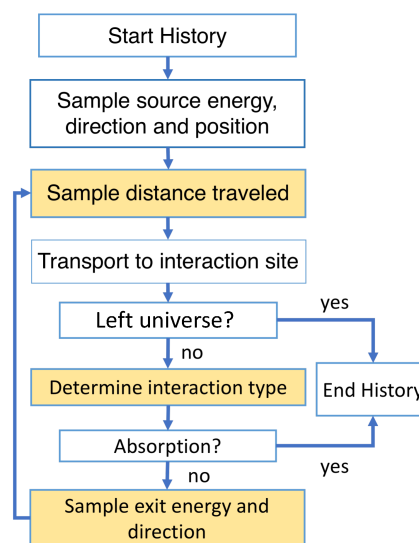 Start History
Sample source energy,
direction and position
Sample distance traveled
Transport to interaction site
Left universe?
yes
no
Determine interaction type
End History
Absorption?
no
yes
Sample exit energy and
direction